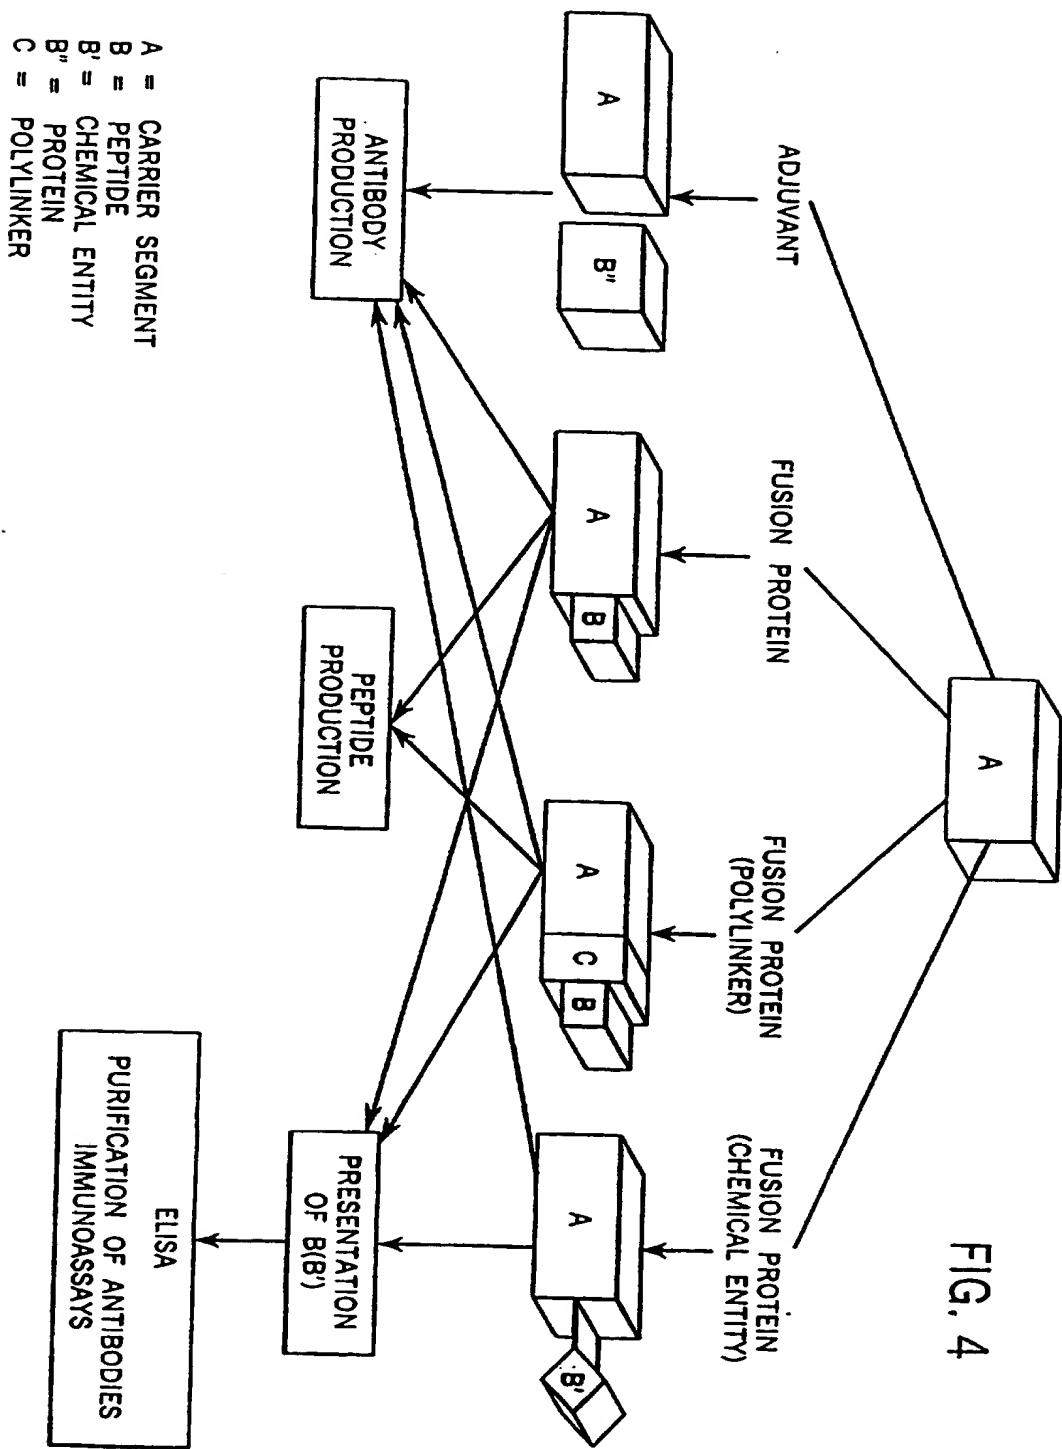 FIG. 4
A
ADJUVANT
FUSION PROTEIN
FUSION PROTEIN
(POLYLINKER)
FUSION PROTEIN
(CHEMICAL ENTITY)
A
B"
A
B
A
C
B
A
B'
ANTIBODY
PRODUCTION
PEPTIDE
PRODUCTION
PRESENTATION
OF B(B')
ELISA
PURIFICATION OF ANTIBODIES
IMMUNOASSAYS
A = CARRIER SEGMENT
B = PEPTIDE
B' = CHEMICAL ENTITY
B" = PROTEIN
C = POLYLINKER